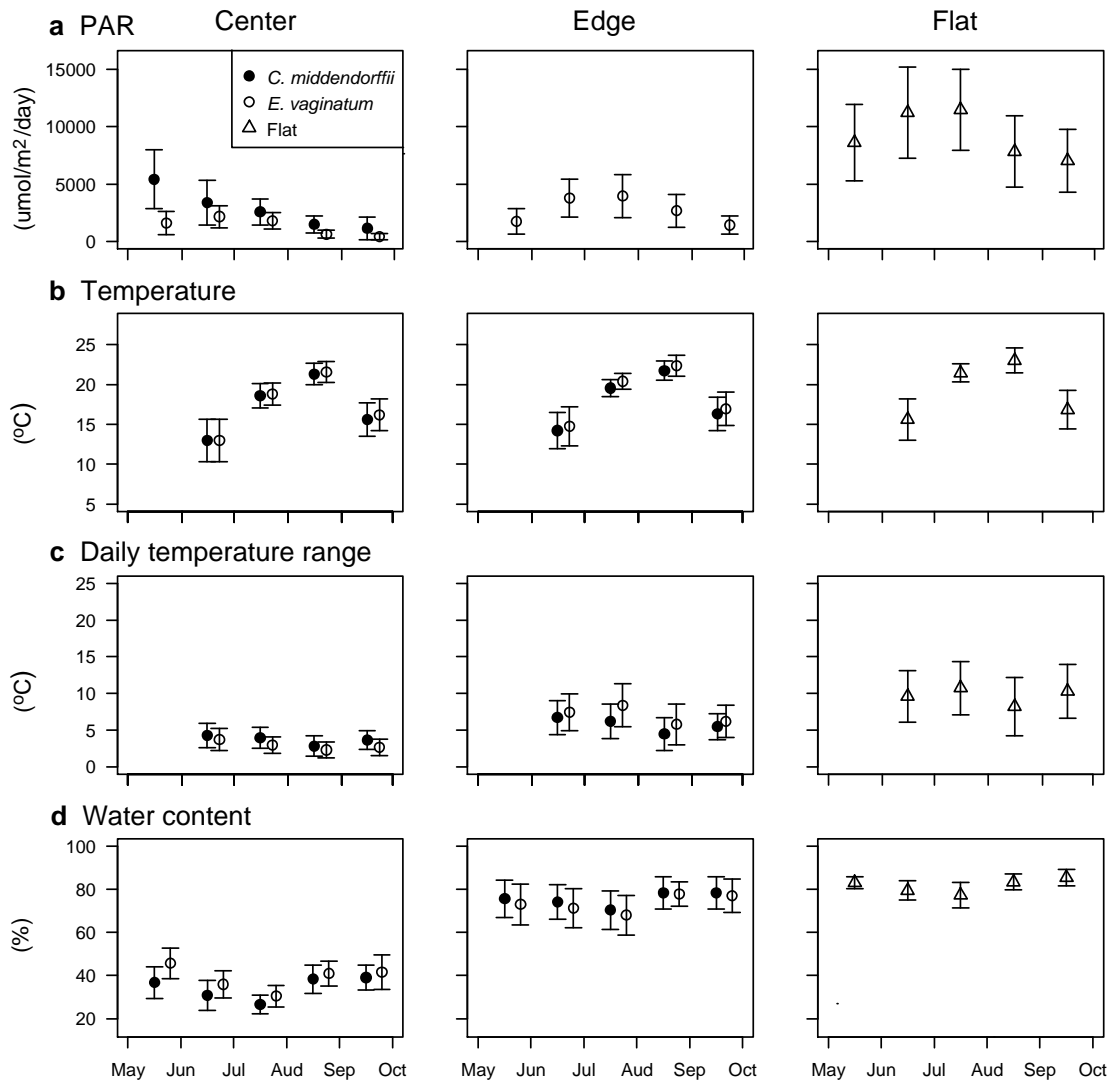 a PAR
Center
Edge
Flat
15000
10000
5000
0
(umol/m²/day)
C. middendorffii
E. vaginatum
Flat
b Temperature
25
20
15
10
5
(ºC)
c Daily temperature range
25
20
15
10
5
0
(ºC)
d Water content
100
80
60
40
20
(%)
May Jun Jul Aud Sep Oct
May Jun Jul Aud Sep Oct
May Jun Jul Aud Sep Oct